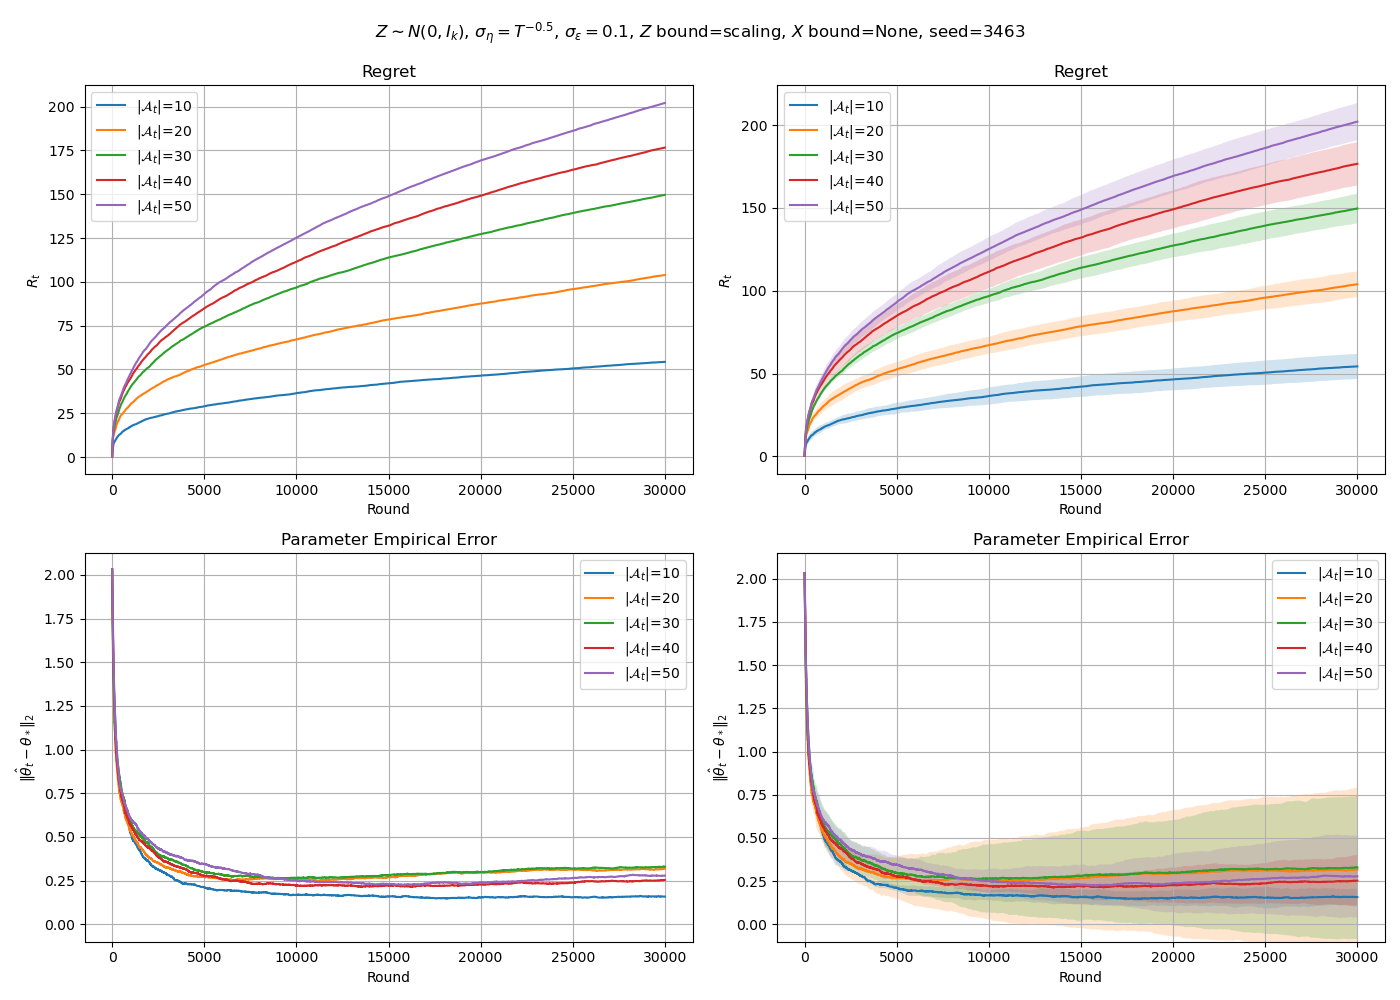 Z ∼ N(0, I_k), σ_η = T^{−0.5}, σ_ε = 0.1, Z bound=scaling, X bound=None, seed=3463
Regret
R_t
200
175
150
125
100
75
50
25
0
|𝒜_t|=10
|𝒜_t|=20
|𝒜_t|=30
|𝒜_t|=40
|𝒜_t|=50
0 5000 10000 15000 20000 25000 30000
Round
Regret
R_t
200
150
100
50
0
|𝒜_t|=10
|𝒜_t|=20
|𝒜_t|=30
|𝒜_t|=40
|𝒜_t|=50
0 5000 10000 15000 20000 25000 30000
Round
Parameter Empirical Error
‖θ̂_t − θ_*‖_2
2.00
1.75
1.50
1.25
1.00
0.75
0.50
0.25
0.00
|𝒜_t|=10
|𝒜_t|=20
|𝒜_t|=30
|𝒜_t|=40
|𝒜_t|=50
0 5000 10000 15000 20000 25000 30000
Round
Parameter Empirical Error
‖θ̂_t − θ_*‖_2
2.00
1.75
1.50
1.25
1.00
0.75
0.50
0.25
0.00
|𝒜_t|=10
|𝒜_t|=20
|𝒜_t|=30
|𝒜_t|=40
|𝒜_t|=50
0 5000 10000 15000 20000 25000 30000
Round